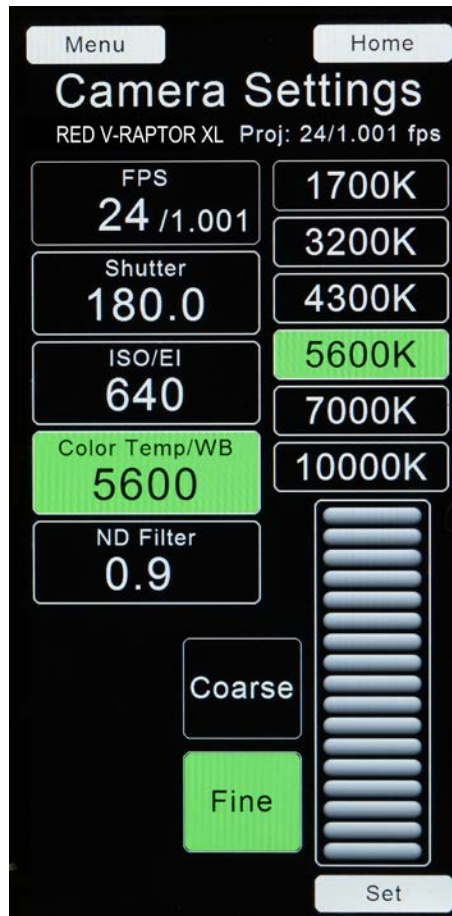 Menu
Home
Camera Settings
RED V-RAPTOR XL Proj: 24/1.001 fps
FPS
24 /1.001
Shutter
180.0
ISO/EI
640
Color Temp/WB
5600
ND Filter
0.9
1700K
3200K
4300K
5600K
7000K
10000K
Coarse
Fine
Set